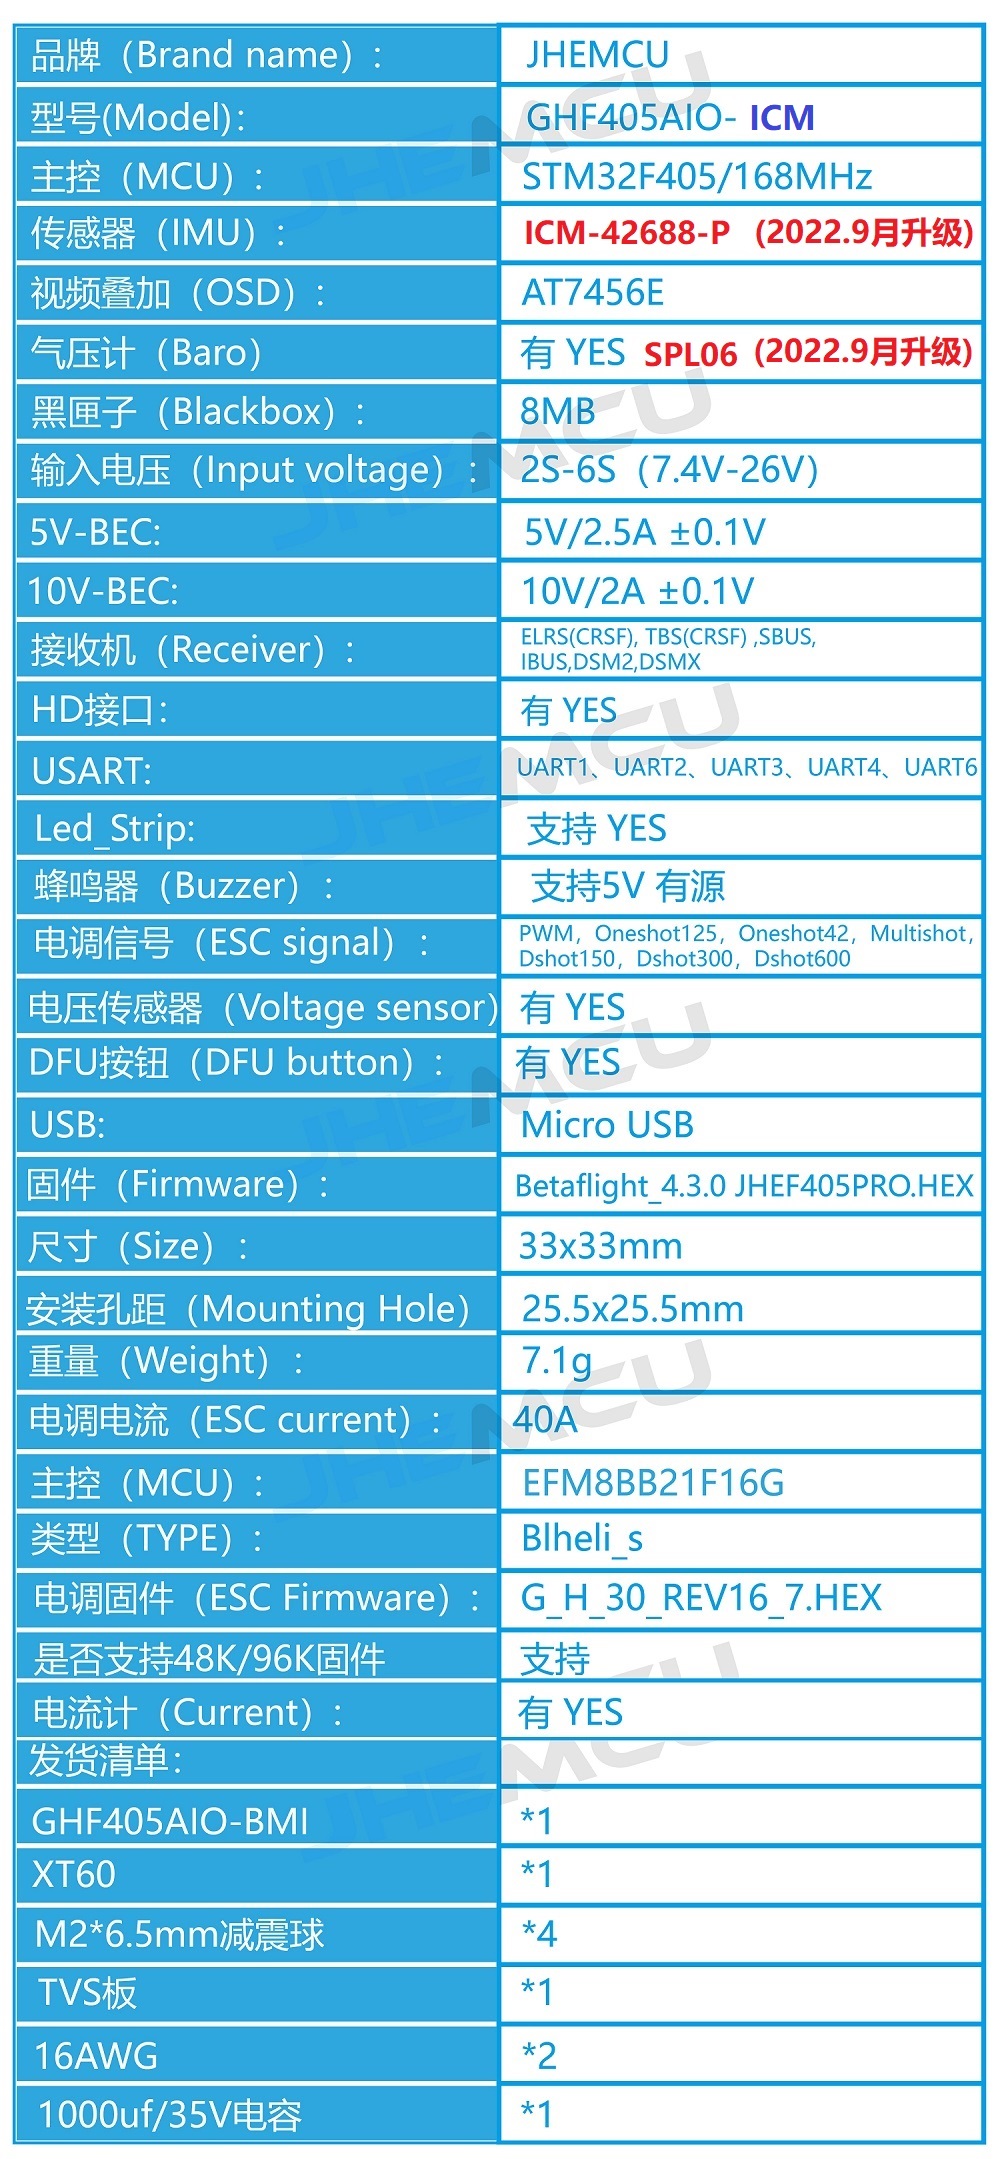 品牌（Brand name）: JHEMCU
型号(Model): GHF405AIO- ICM
主控（MCU）: STM32F405/168MHz
传感器（IMU）: ICM-42688-P （2022.9月升级)
视频叠加（OSD）: AT7456E
气压计（Baro） 有 YES SPL06 (2022.9月升级)
黑匣子（Blackbox）: 8MB
输入电压（Input voltage）: 2S-6S（7.4V-26V）
5V-BEC: 5V/2.5A ±0.1V
10V-BEC: 10V/2A ±0.1V
接收机（Receiver）: ELRS(CRSF), TBS(CRSF) ,SBUS,
IBUS,DSM2,DSMX
HD接口: 有 YES
USART: UART1、UART2、UART3、UART4、UART6
Led_Strip: 支持 YES
蜂鸣器（Buzzer）: 支持5V 有源
电调信号（ESC signal）: PWM，Oneshot125，Oneshot42，Multishot，
Dshot150，Dshot300，Dshot600
电压传感器（Voltage sensor） 有 YES
DFU按钮（DFU button）: 有 YES
USB: Micro USB
固件（Firmware）: Betaflight_4.3.0 JHEF405PRO.HEX
尺寸（Size）: 33x33mm
安装孔距（Mounting Hole） 25.5x25.5mm
重量（Weight）: 7.1g
电调电流（ESC current）: 40A
主控（MCU）: EFM8BB21F16G
类型（TYPE）: Blheli_s
电调固件（ESC Firmware）: G_H_30_REV16_7.HEX
是否支持48K/96K固件 支持
电流计（Current）: 有 YES
发货清单:
GHF405AIO-BMI *1
XT60 *1
M2*6.5mm减震球 *4
TVS板 *1
16AWG *2
1000uf/35V电容 *1
JHEMCU
JHEMCU
JHEMCU
JHEMCU
JHEMCU
JHEMCU